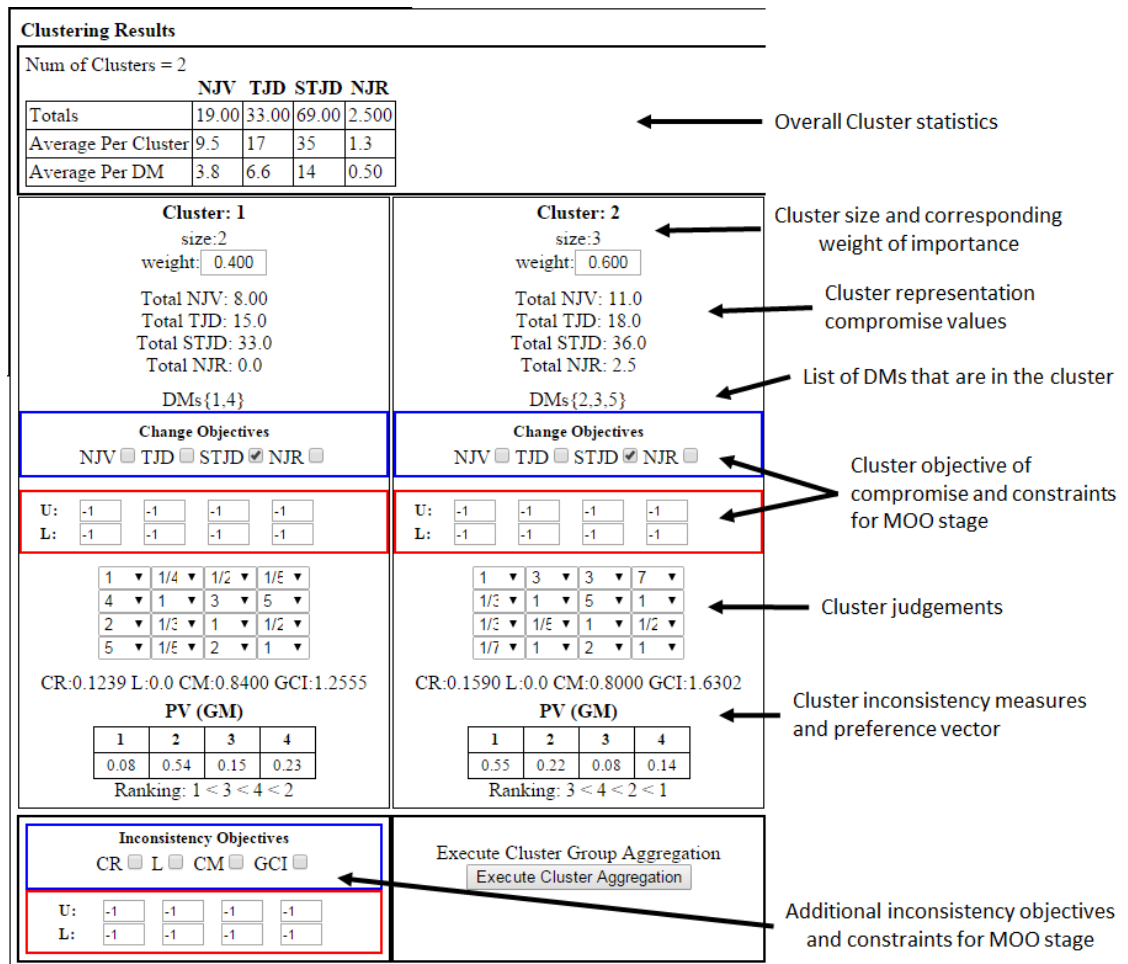 Clustering Results
Num of Clusters = 2
NJV TJD STJD NJR
Totals 19.00 33.00 69.00 2.500
Average Per Cluster 9.5 17 35 1.3
Average Per DM 3.8 6.6 14 0.50
Overall Cluster statistics
Cluster: 1
size:2
weight: 0.400
Total NJV: 8.00
Total TJD: 15.0
Total STJD: 33.0
Total NJR: 0.0
DMs{1,4}
Change Objectives
NJV TJD STJD NJR
U: -1 -1 -1 -1
L: -1 -1 -1 -1
1 1/4 1/2 1/5
4 1 3 5
2 1/3 1 1/2
5 1/5 2 1
CR:0.1239 L:0.0 CM:0.8400 GCI:1.2555
PV (GM)
1 2 3 4
0.08 0.54 0.15 0.23
Ranking: 1 < 3 < 4 < 2
Cluster: 2
size:3
weight: 0.600
Total NJV: 11.0
Total TJD: 18.0
Total STJD: 36.0
Total NJR: 2.5
DMs{2,3,5}
Change Objectives
NJV TJD STJD NJR
U: -1 -1 -1 -1
L: -1 -1 -1 -1
1 3 3 7
1/3 1 5 1
1/3 1/5 1 1/2
1/7 1 2 1
CR:0.1590 L:0.0 CM:0.8000 GCI:1.6302
PV (GM)
1 2 3 4
0.55 0.22 0.08 0.14
Ranking: 3 < 4 < 2 < 1
Cluster size and corresponding
weight of importance
Cluster representation
compromise values
List of DMs that are in the cluster
Cluster objective of
compromise and constraints
for MOO stage
Cluster judgements
Cluster inconsistency measures
and preference vector
Inconsistency Objectives
CR L CM GCI
U: -1 -1 -1 -1
L: -1 -1 -1 -1
Execute Cluster Group Aggregation
Execute Cluster Aggregation
Additional inconsistency objectives
and constraints for MOO stage